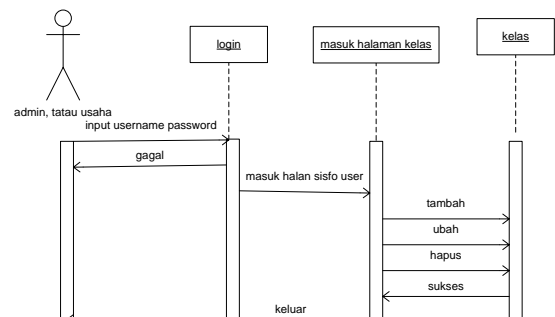 login
masuk halaman kelas
kelas
admin, tatau usaha
input username password
gagal
masuk halan sisfo user
tambah
ubah
hapus
sukses
keluar